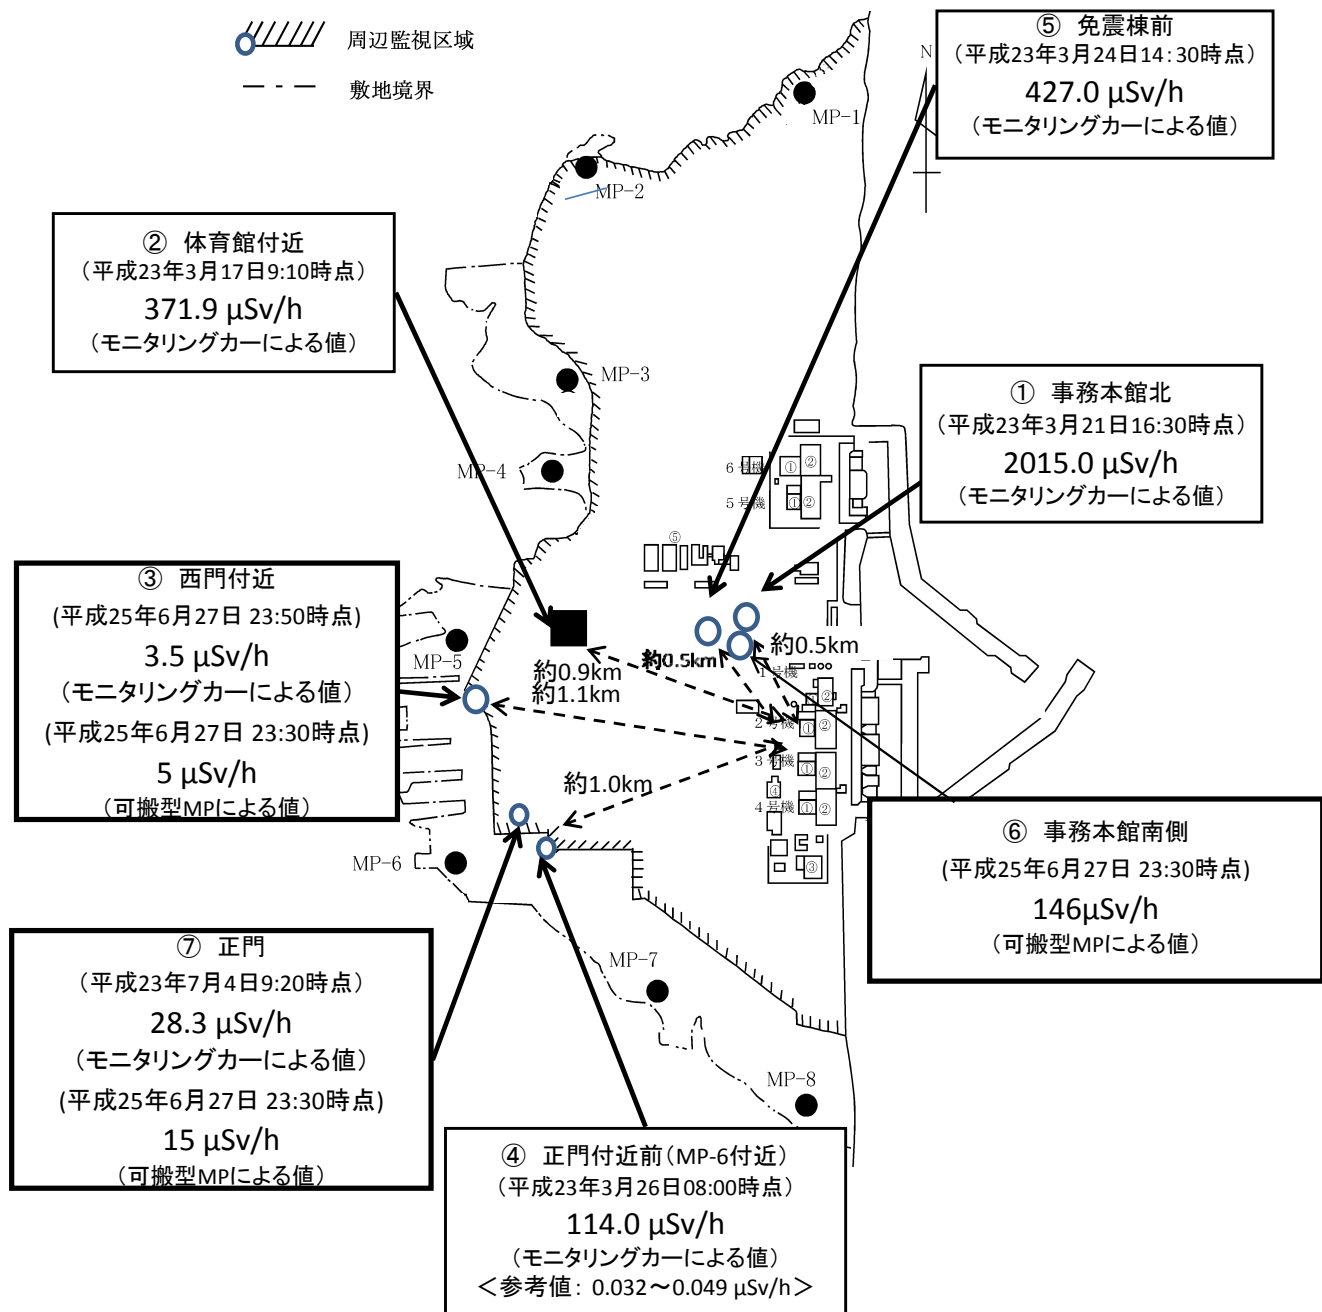 周辺監視区域
敷地境界
⑤ 免震棟前
（平成23年3月24日14：30時点）
427.0 μSv/h
（モニタリングカーによる値）
N
MP-1
MP-2
② 体育館付近
（平成23年3月17日9:10時点）
371.9 μSv/h
（モニタリングカーによる値）
MP-3
① 事務本館北
（平成23年3月21日16:30時点）
2015.0 μSv/h
（モニタリングカーによる値）
MP-4
6号機
①
②
5号機
①
②
⑤
③ 西門付近
(平成25年6月27日 23:50時点)
3.5 μSv/h
（モニタリングカーによる値）
(平成25年6月27日 23:30時点)
5 μSv/h
（可搬型MPによる値）
MP-5
約0.9km
約1.1km
約0.5km
約0.5km
1号機
②
2号機
①
②
3号機
①
②
④
4号機
①
②
③
約1.0km
MP-6
⑥ 事務本館南側
(平成25年6月27日 23:30時点)
146μSv/h
（可搬型MPによる値）
⑦ 正門
（平成23年7月4日9:20時点）
28.3 μSv/h
（モニタリングカーによる値）
(平成25年6月27日 23:30時点)
15 μSv/h
（可搬型MPによる値）
MP-7
MP-8
④ 正門付近前（MP-6付近）
（平成23年3月26日08:00時点）
114.0 μSv/h
（モニタリングカーによる値）
＜参考値：0.032～0.049 μSv/h＞